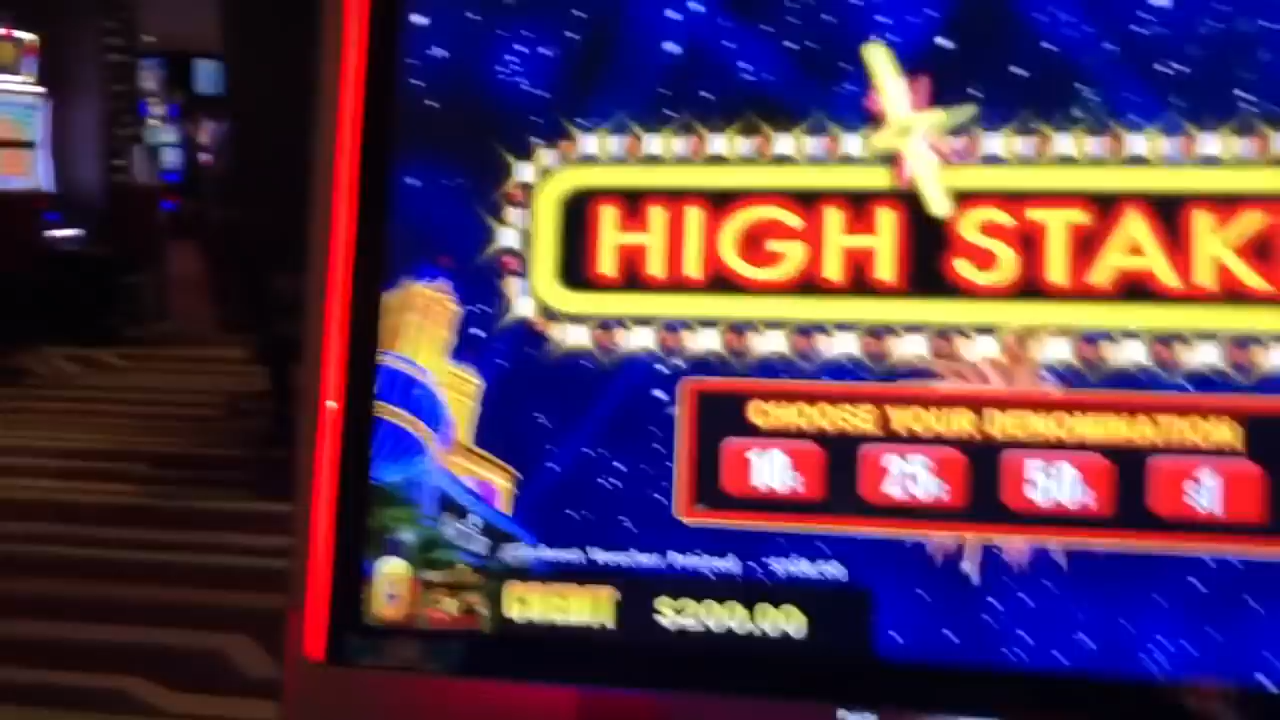 HIGH STAK
CHOOSE YOUR DENOMINATION
10¢ 25¢ 50¢ $1
CREDIT $200.00